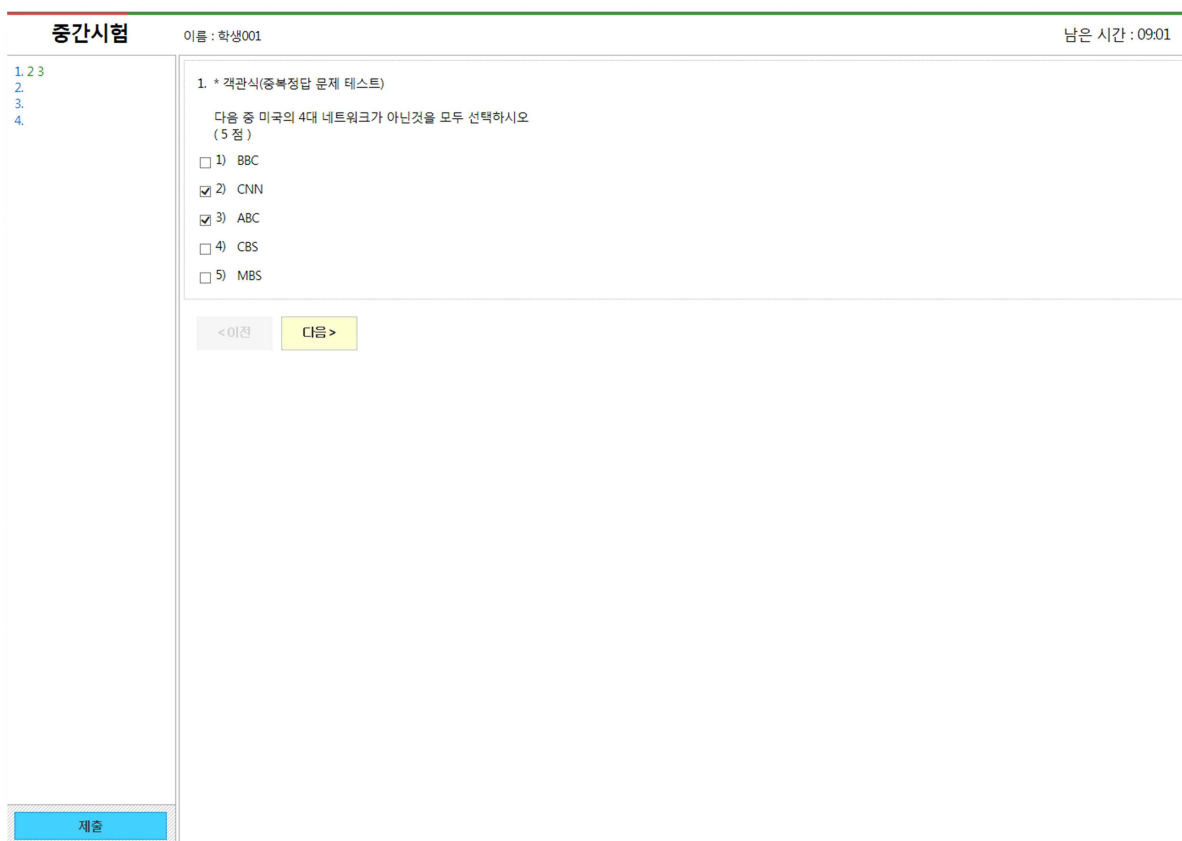 중간시험
이름 : 학생001
남은 시간 : 09:01
1. 2 3
2.
3.
4.
1. * 객관식(중복정답 문제 테스트)
다음 중 미국의 4대 네트워크가 아닌것을 모두 선택하시오
( 5 점 )
1) BBC
2) CNN
3) ABC
4) CBS
5) MBS
< 이전
다음 >
제출